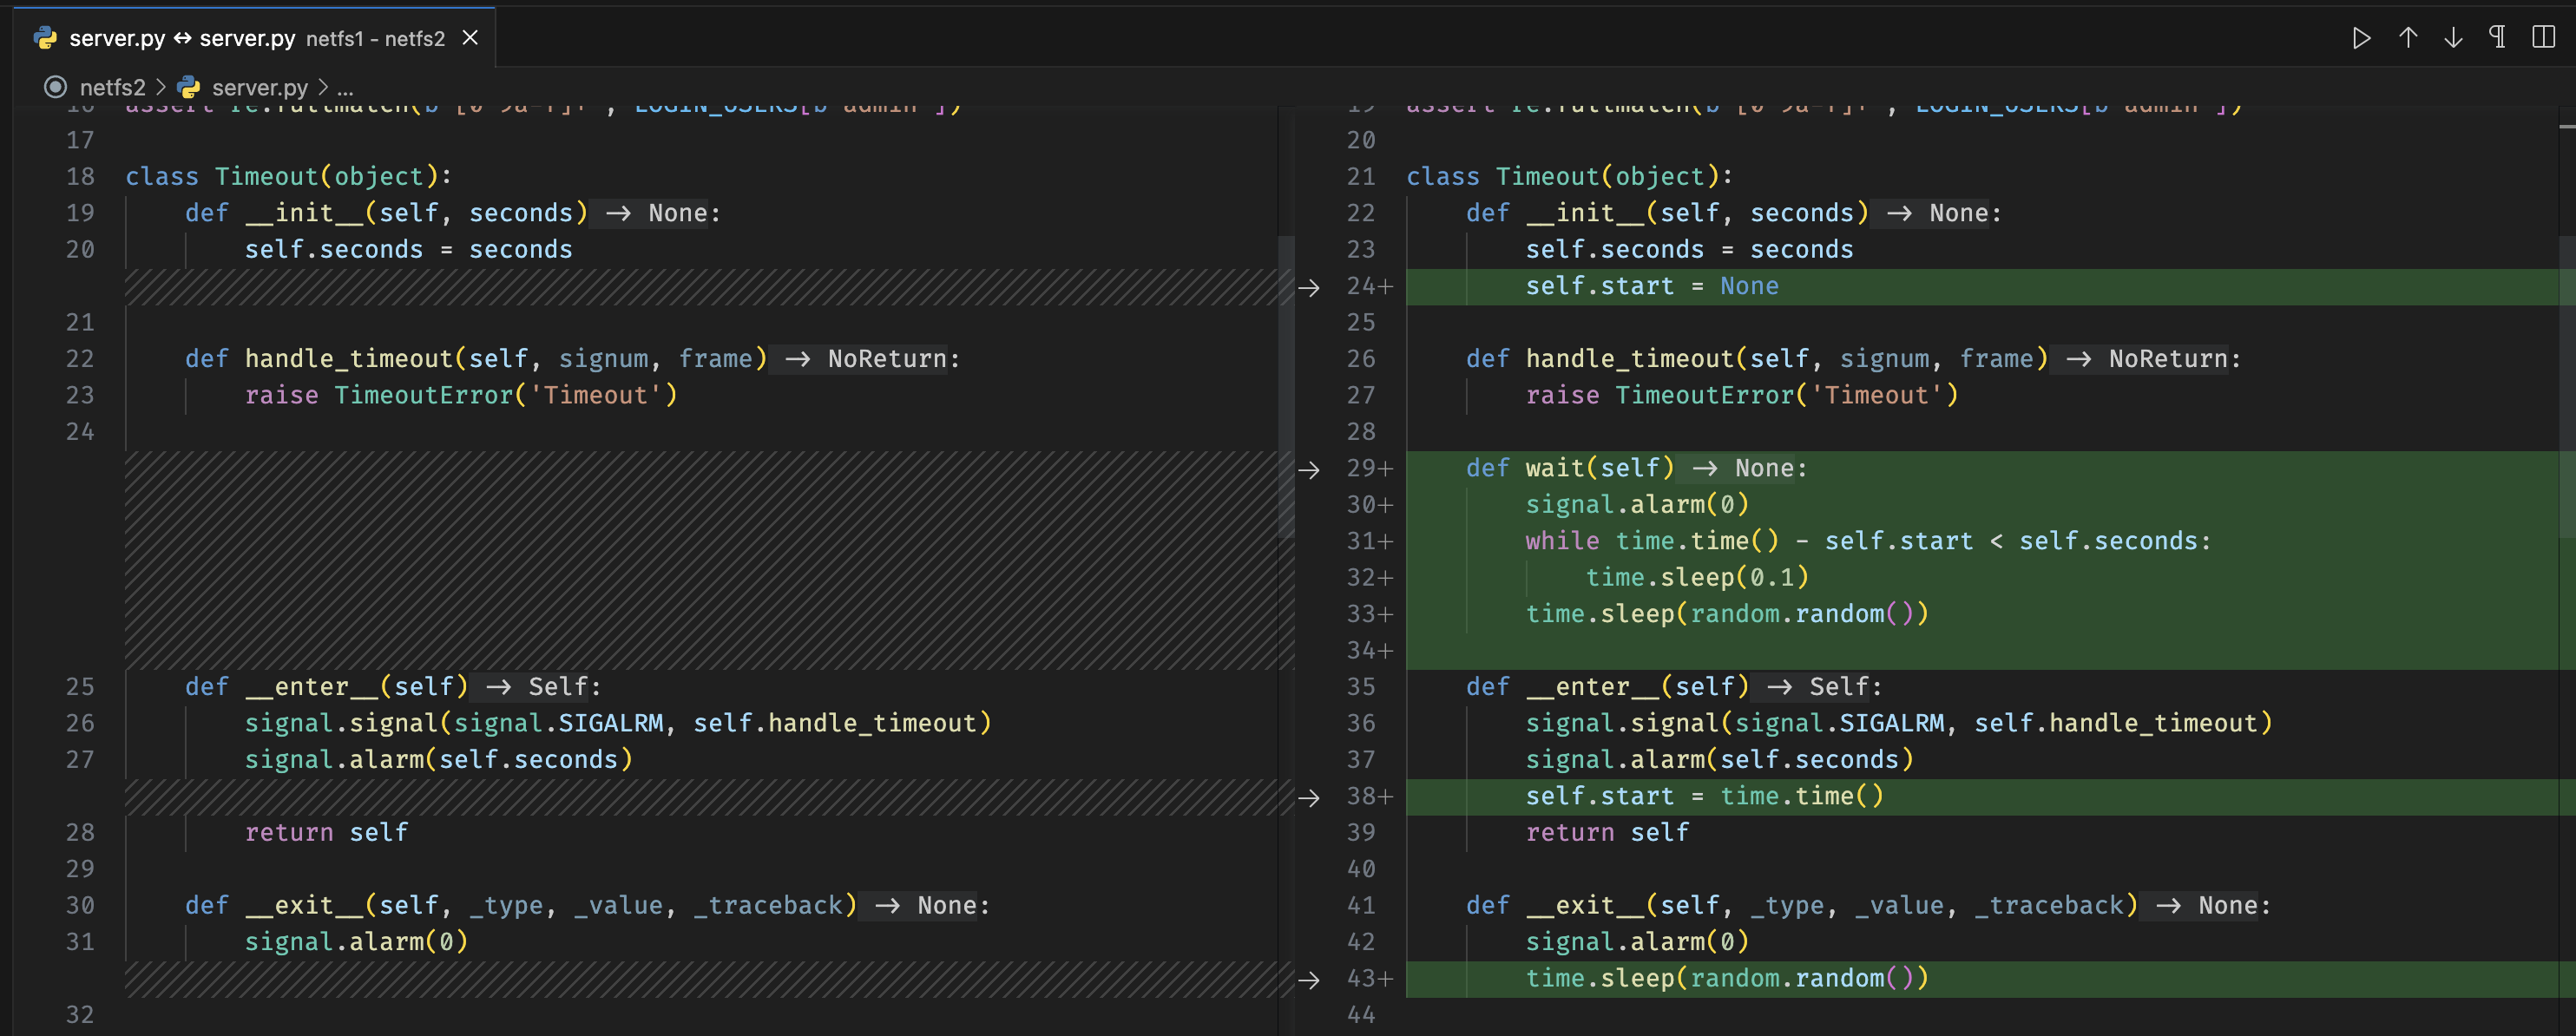 server.py ↔ server.py netfs1 - netfs2
netfs2 > server.py > ...
17
18 class Timeout(object):
19     def __init__(self, seconds) → None:
20         self.seconds = seconds
21
22     def handle_timeout(self, signum, frame) → NoReturn:
23         raise TimeoutError('Timeout')
24
25     def __enter__(self) → Self:
26         signal.signal(signal.SIGALRM, self.handle_timeout)
27         signal.alarm(self.seconds)
28         return self
29
30     def __exit__(self, _type, _value, _traceback) → None:
31         signal.alarm(0)
32
20
21 class Timeout(object):
22     def __init__(self, seconds) → None:
23         self.seconds = seconds
24+         self.start = None
25
26     def handle_timeout(self, signum, frame) → NoReturn:
27         raise TimeoutError('Timeout')
28
29+     def wait(self) → None:
30+         signal.alarm(0)
31+         while time.time() - self.start < self.seconds:
32+             time.sleep(0.1)
33+         time.sleep(random.random())
34+
35     def __enter__(self) → Self:
36         signal.signal(signal.SIGALRM, self.handle_timeout)
37         signal.alarm(self.seconds)
38+         self.start = time.time()
39         return self
40
41     def __exit__(self, _type, _value, _traceback) → None:
42         signal.alarm(0)
43+         time.sleep(random.random())
44